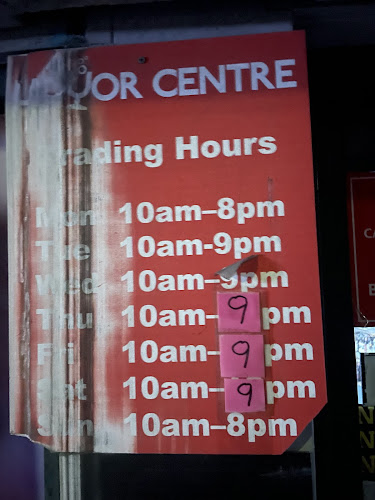 LIQUOR CENTRE
Trading Hours
Mon 10am–8pm
Tue 10am-9pm
Wed 10am–9pm
Thu 10am–9pm
Fri 10am–9pm
Sat 10am–9pm
Sun 10am–8pm